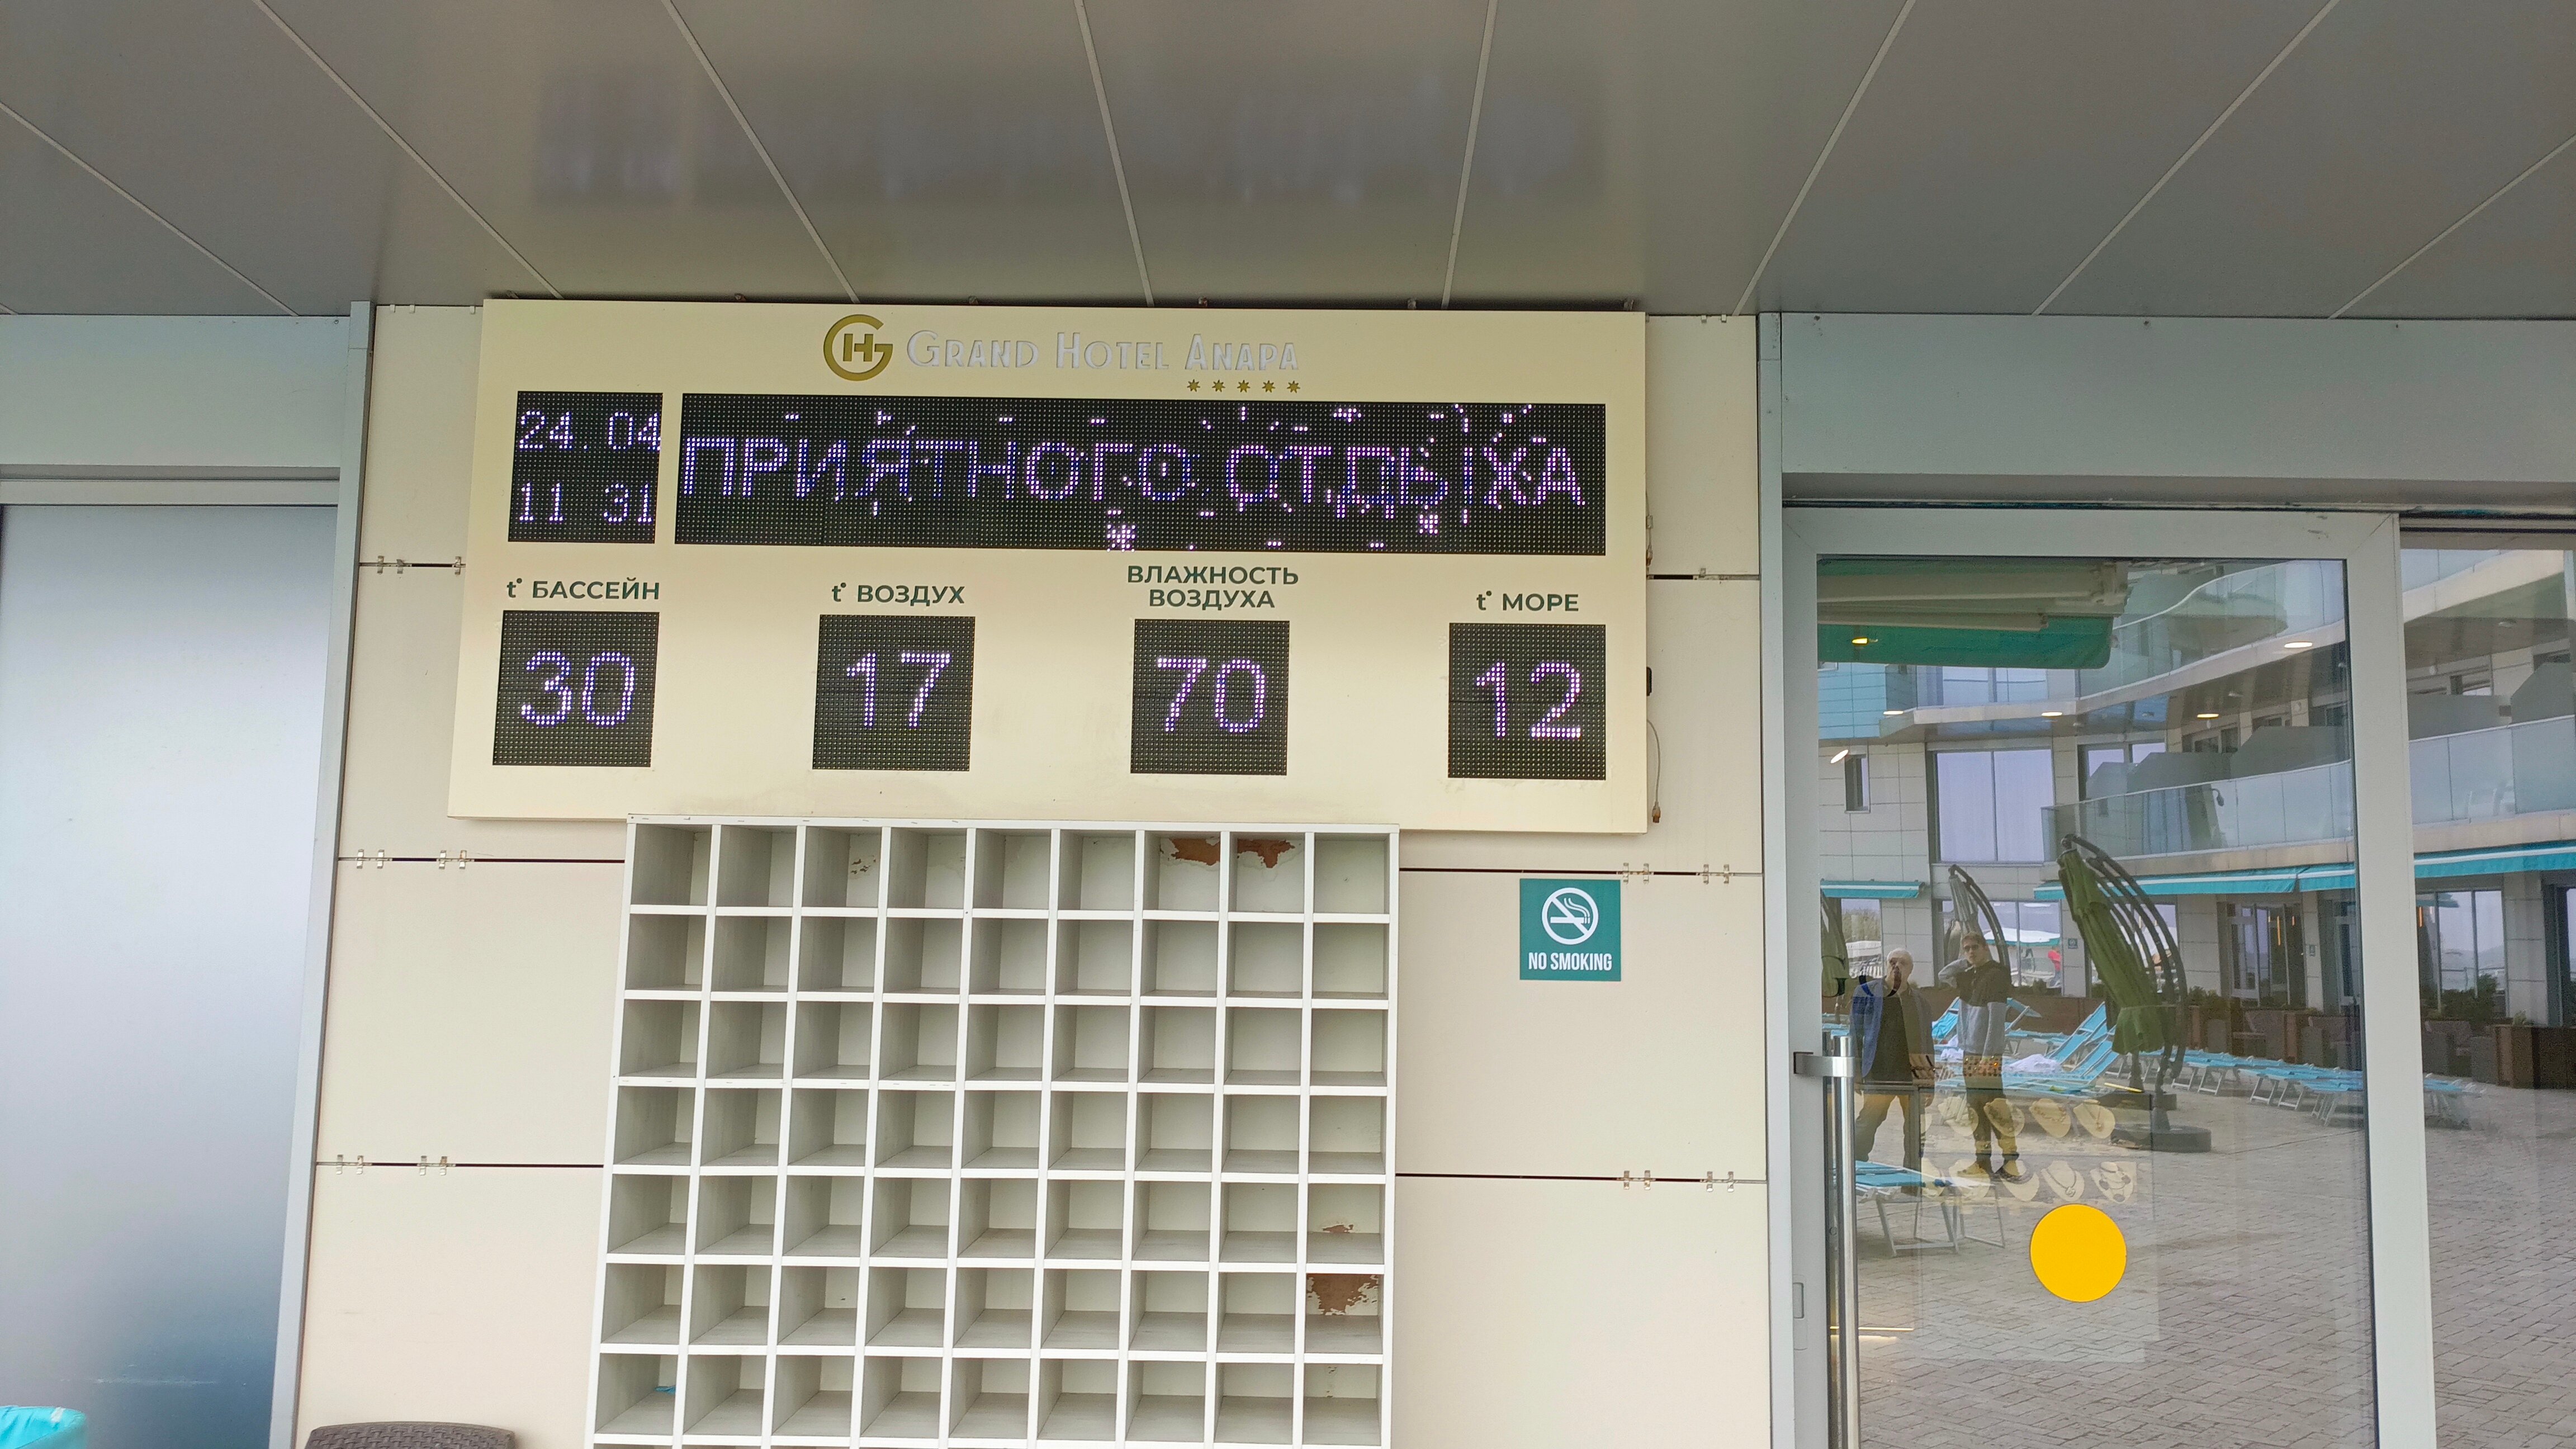 GRAND HOTEL ANAPA
24.04
11 31
ПРИЯТНОГО ОТДЫХА
t° БАССЕЙН
30
t° ВОЗДУХ
17
ВЛАЖНОСТЬ
ВОЗДУХА
70
t° МОРЕ
12
NO SMOKING